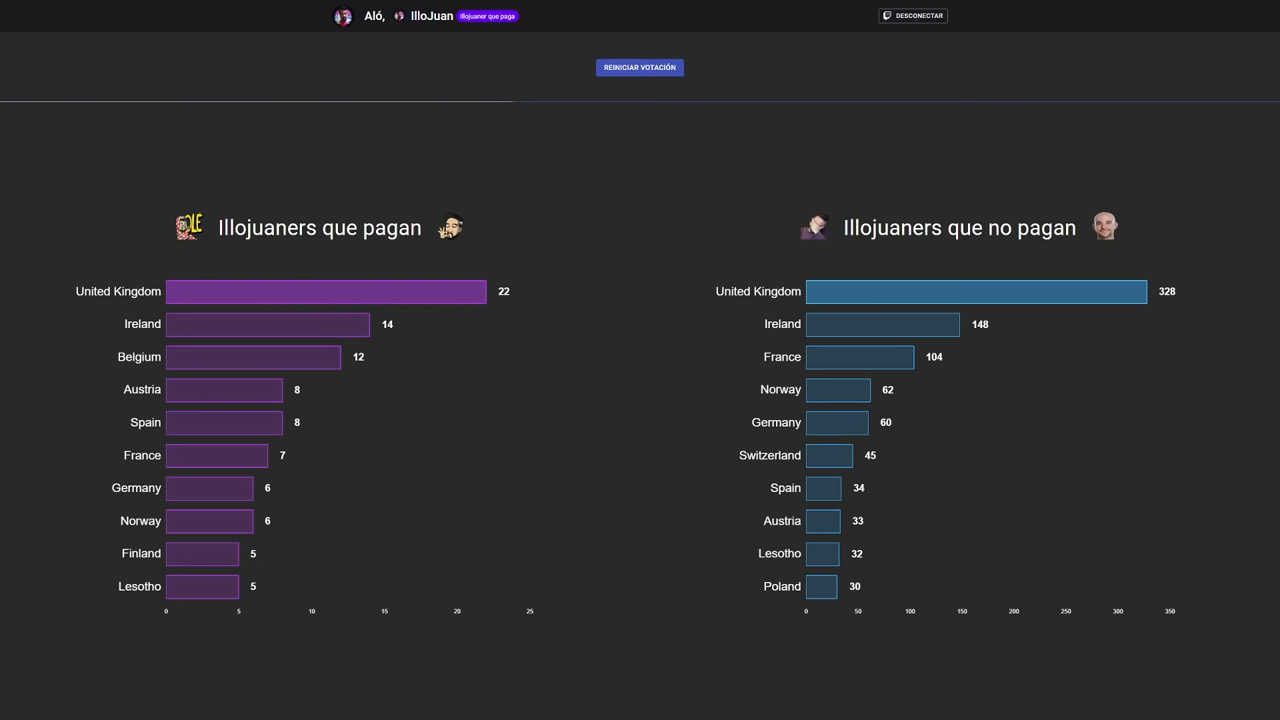 Aló, IlloJuan Illojuaner que paga
DESCONECTAR
REINICIAR VOTACIÓN
OLE Illojuaners que pagan
United Kingdom 22
Ireland 14
Belgium 12
Austria 8
Spain 8
France 7
Germany 6
Norway 6
Finland 5
Lesotho 5
0 5 10 15 20 25
Illojuaners que no pagan
United Kingdom 328
Ireland 148
France 104
Norway 62
Germany 60
Switzerland 45
Spain 34
Austria 33
Lesotho 32
Poland 30
0 50 100 150 200 250 300 350